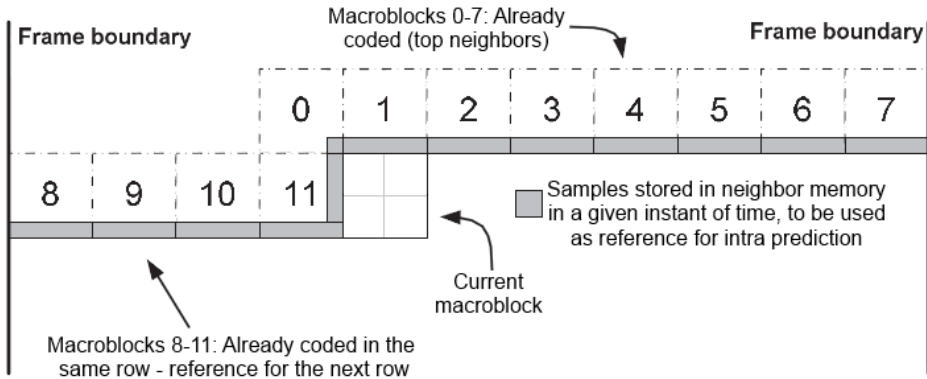 Macroblocks 0-7: Already
coded (top neighbors)
Frame boundary
Frame boundary
0 1 2 3 4 5 6 7
8 9 10 11
Samples stored in neighbor memory
in a given instant of time, to be used
as reference for intra prediction
Current
macroblock
Macroblocks 8-11: Already coded in the
same row - reference for the next row